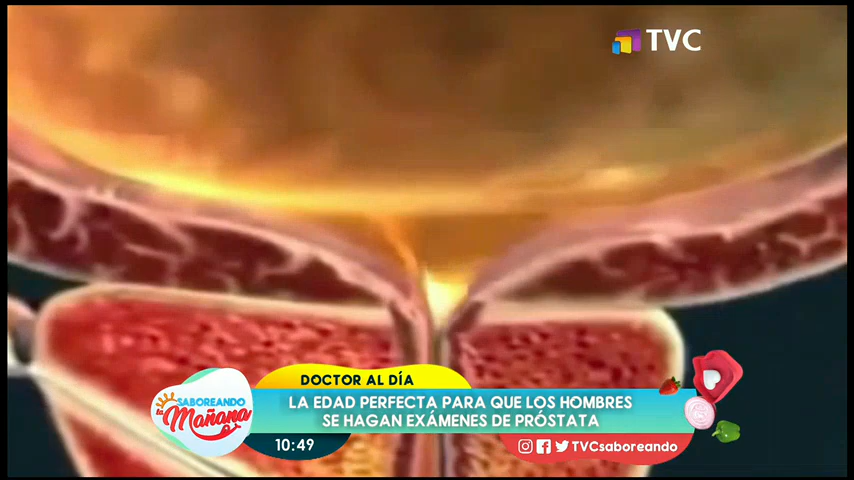 TVC
DOCTOR AL DÍA
SABOREANDO
Mañana
LA EDAD PERFECTA PARA QUE LOS HOMBRES
SE HAGAN EXÁMENES DE PRÓSTATA
10:49
TVCsaboreando